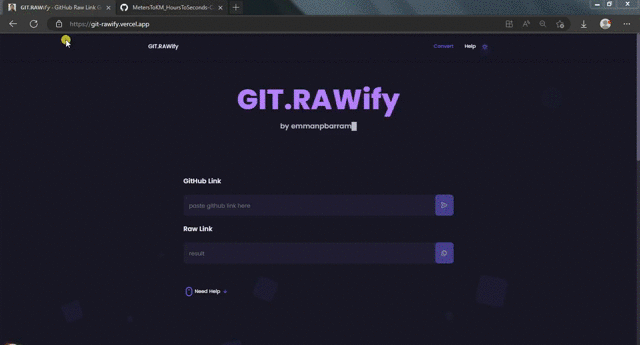 GIT.RAWify - GitHub Raw Link G
MetersToKM_HoursToSeconds-C
https://git-rawify.vercel.app
GIT.RAWify
Convert
Help
GIT.RAWify
by emmanpbarram
GitHub Link
paste github link here
Raw Link
result
Need Help